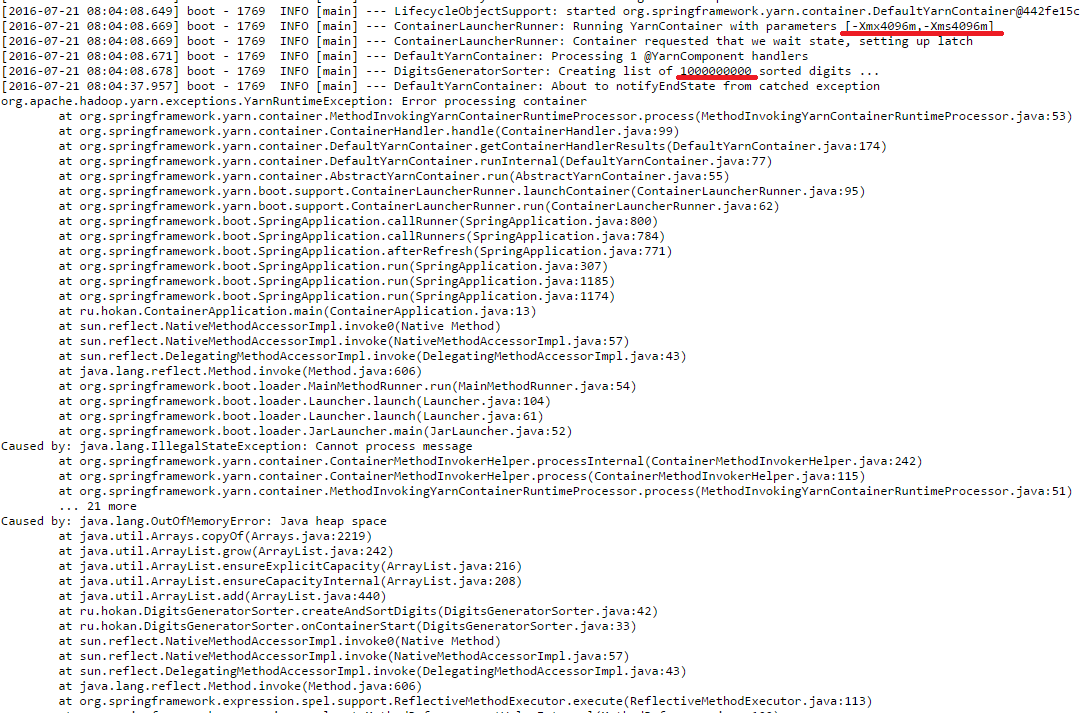 [2016-07-21 08:04:08.649] boot - 1769  INFO [main] --- LifecycleObjectSupport: started org.springframework.yarn.container.DefaultYarnContainer@442fe15c
[2016-07-21 08:04:08.669] boot - 1769  INFO [main] --- ContainerLauncherRunner: Running YarnContainer with parameters [-Xmx4096m,-Xms4096m]
[2016-07-21 08:04:08.669] boot - 1769  INFO [main] --- ContainerLauncherRunner: Container requested that we wait state, setting up latch
[2016-07-21 08:04:08.671] boot - 1769  INFO [main] --- DefaultYarnContainer: Processing 1 @YarnComponent handlers
[2016-07-21 08:04:08.678] boot - 1769  INFO [main] --- DigitsGeneratorSorter: Creating list of 1000000000 sorted digits ...
[2016-07-21 08:04:37.957] boot - 1769  INFO [main] --- DefaultYarnContainer: About to notifyEndState from catched exception
org.apache.hadoop.yarn.exceptions.YarnRuntimeException: Error processing container
at org.springframework.yarn.container.MethodInvokingYarnContainerRuntimeProcessor.process(MethodInvokingYarnContainerRuntimeProcessor.java:53)
at org.springframework.yarn.container.ContainerHandler.handle(ContainerHandler.java:99)
at org.springframework.yarn.container.DefaultYarnContainer.getContainerHandlerResults(DefaultYarnContainer.java:174)
at org.springframework.yarn.container.DefaultYarnContainer.runInternal(DefaultYarnContainer.java:77)
at org.springframework.yarn.container.AbstractYarnContainer.run(AbstractYarnContainer.java:55)
at org.springframework.yarn.boot.support.ContainerLauncherRunner.launchContainer(ContainerLauncherRunner.java:95)
at org.springframework.yarn.boot.support.ContainerLauncherRunner.run(ContainerLauncherRunner.java:62)
at org.springframework.boot.SpringApplication.callRunner(SpringApplication.java:800)
at org.springframework.boot.SpringApplication.callRunners(SpringApplication.java:784)
at org.springframework.boot.SpringApplication.afterRefresh(SpringApplication.java:771)
at org.springframework.boot.SpringApplication.run(SpringApplication.java:307)
at org.springframework.boot.SpringApplication.run(SpringApplication.java:1185)
at org.springframework.boot.SpringApplication.run(SpringApplication.java:1174)
at ru.hokan.ContainerApplication.main(ContainerApplication.java:13)
at sun.reflect.NativeMethodAccessorImpl.invoke0(Native Method)
at sun.reflect.NativeMethodAccessorImpl.invoke(NativeMethodAccessorImpl.java:57)
at sun.reflect.DelegatingMethodAccessorImpl.invoke(DelegatingMethodAccessorImpl.java:43)
at java.lang.reflect.Method.invoke(Method.java:606)
at org.springframework.boot.loader.MainMethodRunner.run(MainMethodRunner.java:54)
at org.springframework.boot.loader.Launcher.launch(Launcher.java:104)
at org.springframework.boot.loader.Launcher.launch(Launcher.java:61)
at org.springframework.boot.loader.JarLauncher.main(JarLauncher.java:52)
Caused by: java.lang.IllegalStateException: Cannot process message
at org.springframework.yarn.container.ContainerMethodInvokerHelper.processInternal(ContainerMethodInvokerHelper.java:242)
at org.springframework.yarn.container.ContainerMethodInvokerHelper.process(ContainerMethodInvokerHelper.java:115)
at org.springframework.yarn.container.MethodInvokingYarnContainerRuntimeProcessor.process(MethodInvokingYarnContainerRuntimeProcessor.java:51)
... 21 more
Caused by: java.lang.OutOfMemoryError: Java heap space
at java.util.Arrays.copyOf(Arrays.java:2219)
at java.util.ArrayList.grow(ArrayList.java:242)
at java.util.ArrayList.ensureExplicitCapacity(ArrayList.java:216)
at java.util.ArrayList.ensureCapacityInternal(ArrayList.java:208)
at java.util.ArrayList.add(ArrayList.java:440)
at ru.hokan.DigitsGeneratorSorter.createAndSortDigits(DigitsGeneratorSorter.java:42)
at ru.hokan.DigitsGeneratorSorter.onContainerStart(DigitsGeneratorSorter.java:33)
at sun.reflect.NativeMethodAccessorImpl.invoke0(Native Method)
at sun.reflect.NativeMethodAccessorImpl.invoke(NativeMethodAccessorImpl.java:57)
at sun.reflect.DelegatingMethodAccessorImpl.invoke(DelegatingMethodAccessorImpl.java:43)
at java.lang.reflect.Method.invoke(Method.java:606)
at org.springframework.expression.spel.support.ReflectiveMethodExecutor.execute(ReflectiveMethodExecutor.java:113)